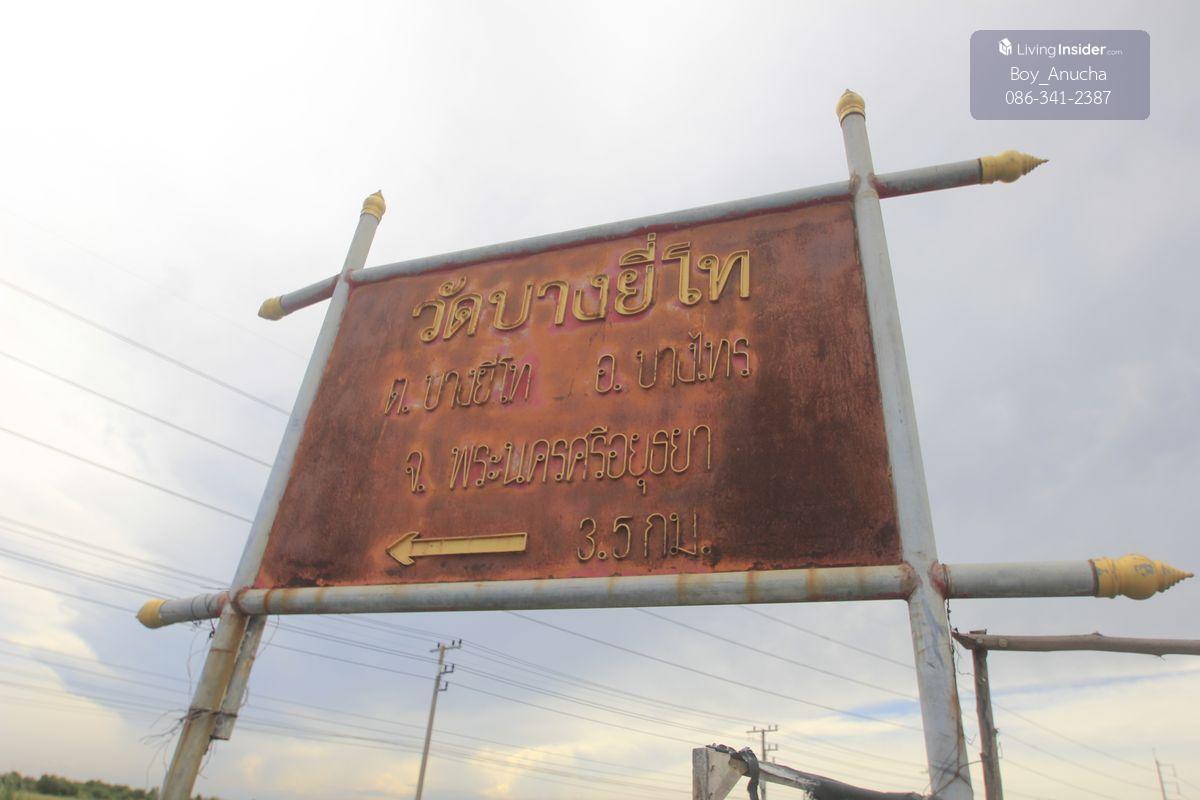 LivingInsider.com
Boy_Anucha
086-341-2387
วัดบางยี่โท
ต. บางยี่โท อ. บางไทร
จ. พระนครศรีอยุธยา
3.5 กม.